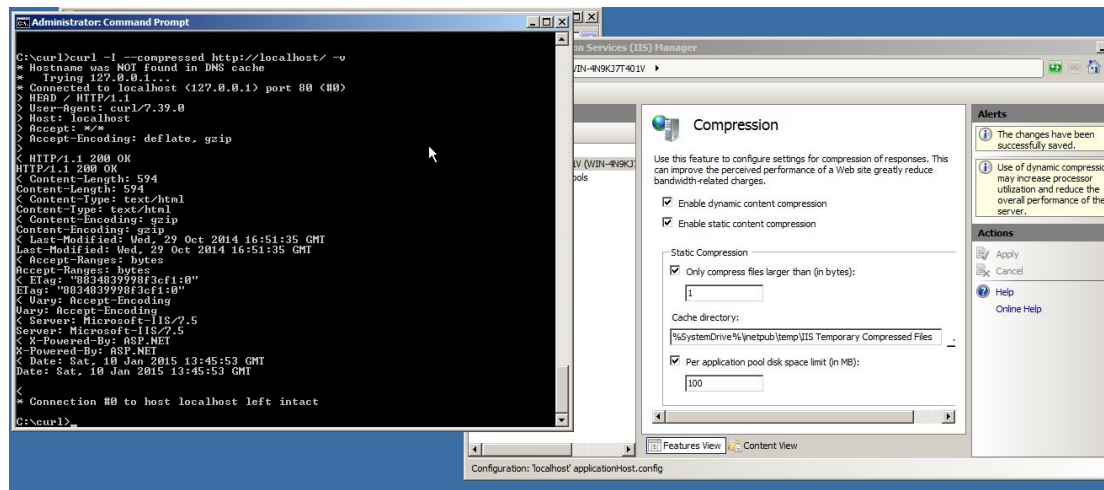 Administrator: Command Prompt
C:\curl>curl -I --compressed http://localhost/ -v
* Hostname was NOT found in DNS cache
*   Trying 127.0.0.1...
* Connected to localhost (127.0.0.1) port 80 (#0)
> HEAD / HTTP/1.1
> User-Agent: curl/7.39.0
> Host: localhost
> Accept: */*
> Accept-Encoding: deflate, gzip
>
< HTTP/1.1 200 OK
HTTP/1.1 200 OK
< Content-Length: 594
Content-Length: 594
< Content-Type: text/html
Content-Type: text/html
< Content-Encoding: gzip
Content-Encoding: gzip
< Last-Modified: Wed, 29 Oct 2014 16:51:35 GMT
Last-Modified: Wed, 29 Oct 2014 16:51:35 GMT
< Accept-Ranges: bytes
Accept-Ranges: bytes
< ETag: "8834839998f3cf1:0"
ETag: "8834839998f3cf1:0"
< Vary: Accept-Encoding
Vary: Accept-Encoding
< Server: Microsoft-IIS/7.5
Server: Microsoft-IIS/7.5
< X-Powered-By: ASP.NET
X-Powered-By: ASP.NET
< Date: Sat, 10 Jan 2015 13:45:53 GMT
Date: Sat, 10 Jan 2015 13:45:53 GMT
<
* Connection #0 to host localhost left intact
C:\curl>_
on Services (IIS) Manager
WIN-4N9KJ7T401V
1V (WIN-4N9KJ7
ools
Compression
Use this feature to configure settings for compression of responses. This
can improve the perceived performance of a Web site greatly reduce
bandwidth-related charges.
Enable dynamic content compression
Enable static content compression
Static Compression
Only compress files larger than (in bytes):
1
Cache directory:
%SystemDrive%\inetpub\temp\IIS Temporary Compressed Files
Per application pool disk space limit (in MB):
100
Features View
Content View
Configuration: 'localhost' applicationHost.config
Alerts
The changes have been
successfully saved.
Use of dynamic compressio
may increase processor
utilization and reduce the
overall performance of the
server.
Actions
Apply
Cancel
Help
Online Help